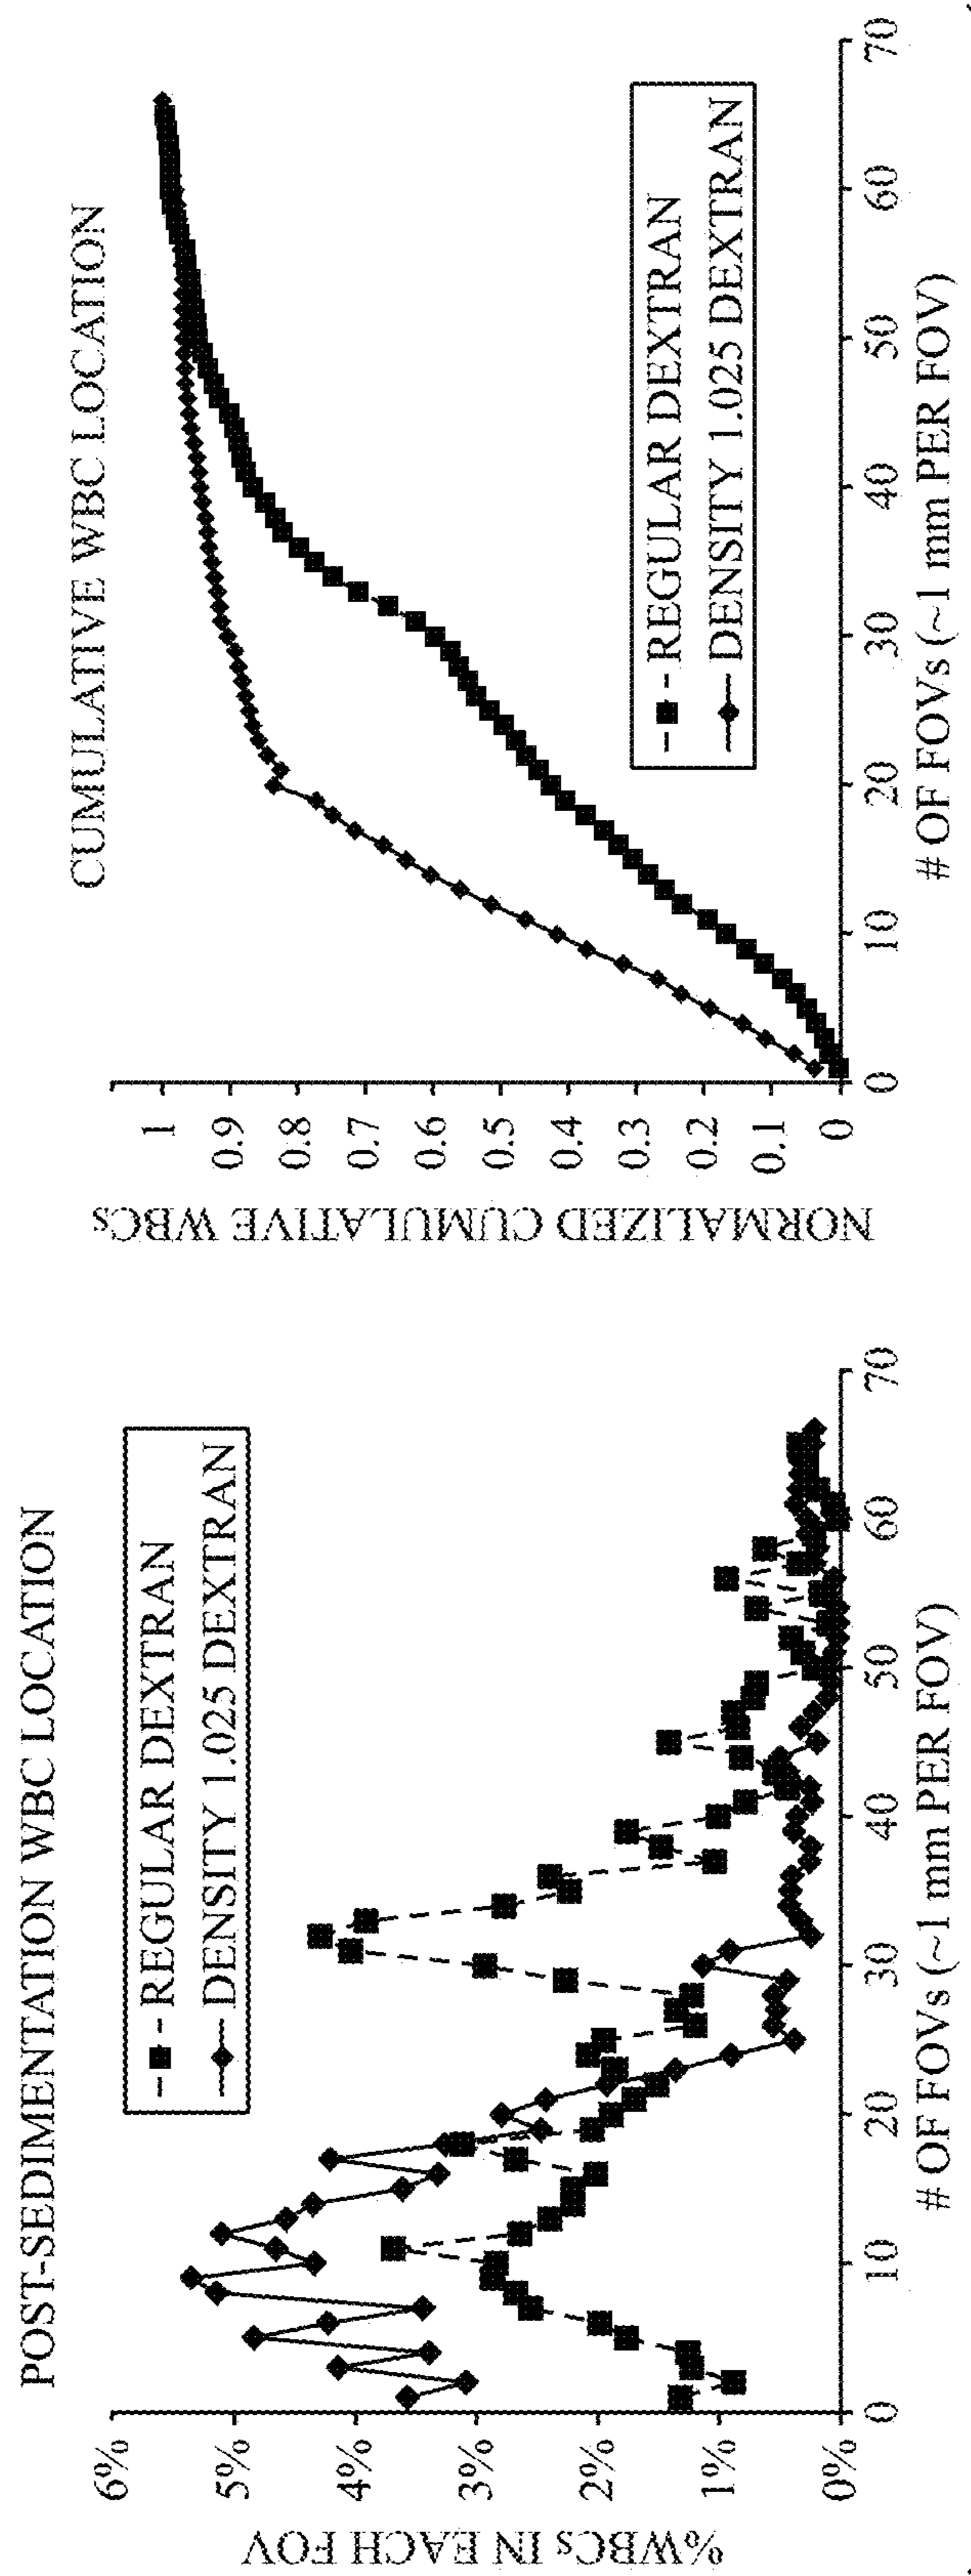 POST-SEDIMENTATION WBC LOCATION
%WBCs IN EACH FOV
6%
5%
4%
3%
2%
1%
0%
REGULAR DEXTRAN
DENSITY 1.025 DEXTRAN
0 10 20 30 40 50 60 70
# OF FOVs (~1 mm PER FOV)
CUMULATIVE WBC LOCATION
NORMALIZED CUMULATIVE WBCs
1
0.9
0.8
0.7
0.6
0.5
0.4
0.3
0.2
0.1
0
REGULAR DEXTRAN
DENSITY 1.025 DEXTRAN
0 10 20 30 40 50 60 70
# OF FOVs (~1 mm PER FOV)